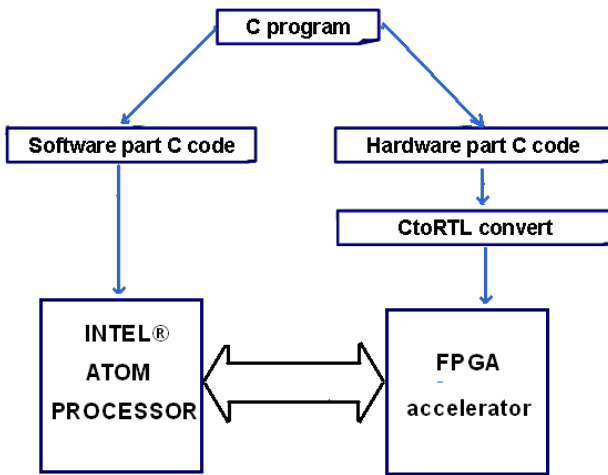 C program
Software part C code
Hardware part C code
CtoRTL convert
INTEL®
ATOM
PROCESSOR
FPGA
accelerator